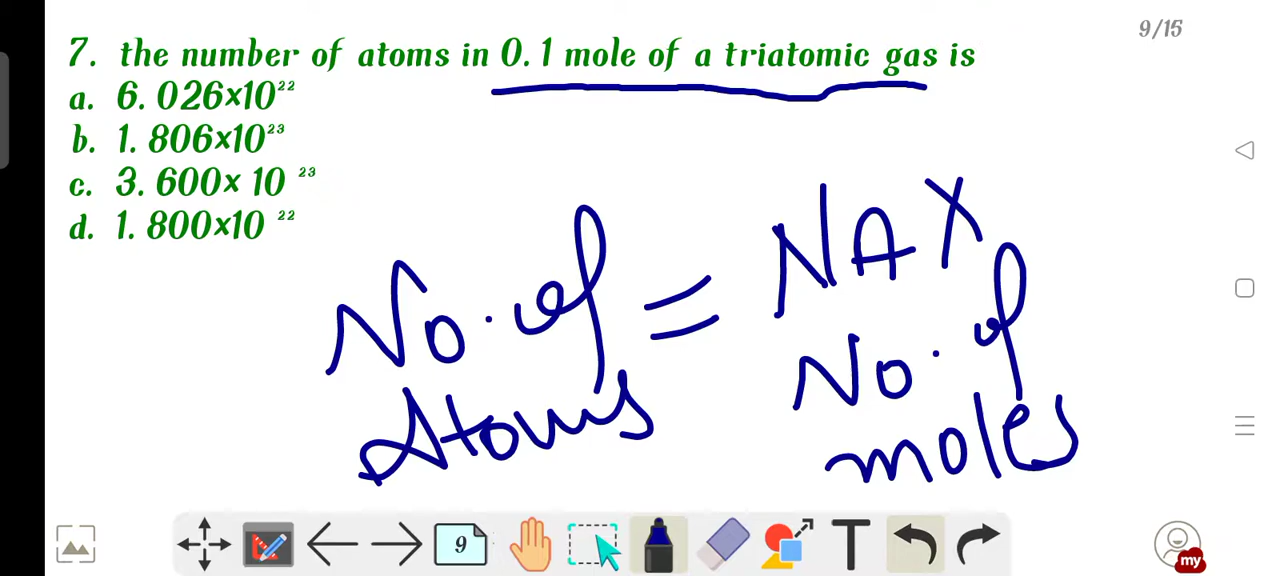 9/15
7. the number of atoms in 0.1 mole of a triatomic gas is
a. 6.026×10²²
b. 1.806×10²³
c. 3.600× 10 ²³
d. 1.800×10 ²²
No. of = NA X
Atoms No. of
moles
9
T
my